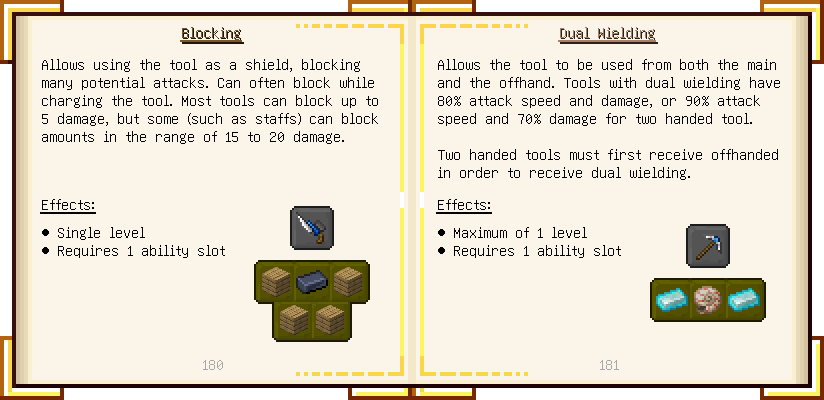 Blocking
Allows using the tool as a shield, blocking
many potential attacks. Can often block while
charging the tool. Most tools can block up to
5 damage, but some (such as staffs) can block
amounts in the range of 15 to 20 damage.
Effects:
● Single level
● Requires 1 ability slot
180
Dual Wielding
Allows the tool to be used from both the main
and the offhand. Tools with dual wielding have
80% attack speed and damage, or 90% attack
speed and 70% damage for two handed tool.
Two handed tools must first receive offhanded
in order to receive dual wielding.
Effects:
● Maximum of 1 level
● Requires 1 ability slot
181